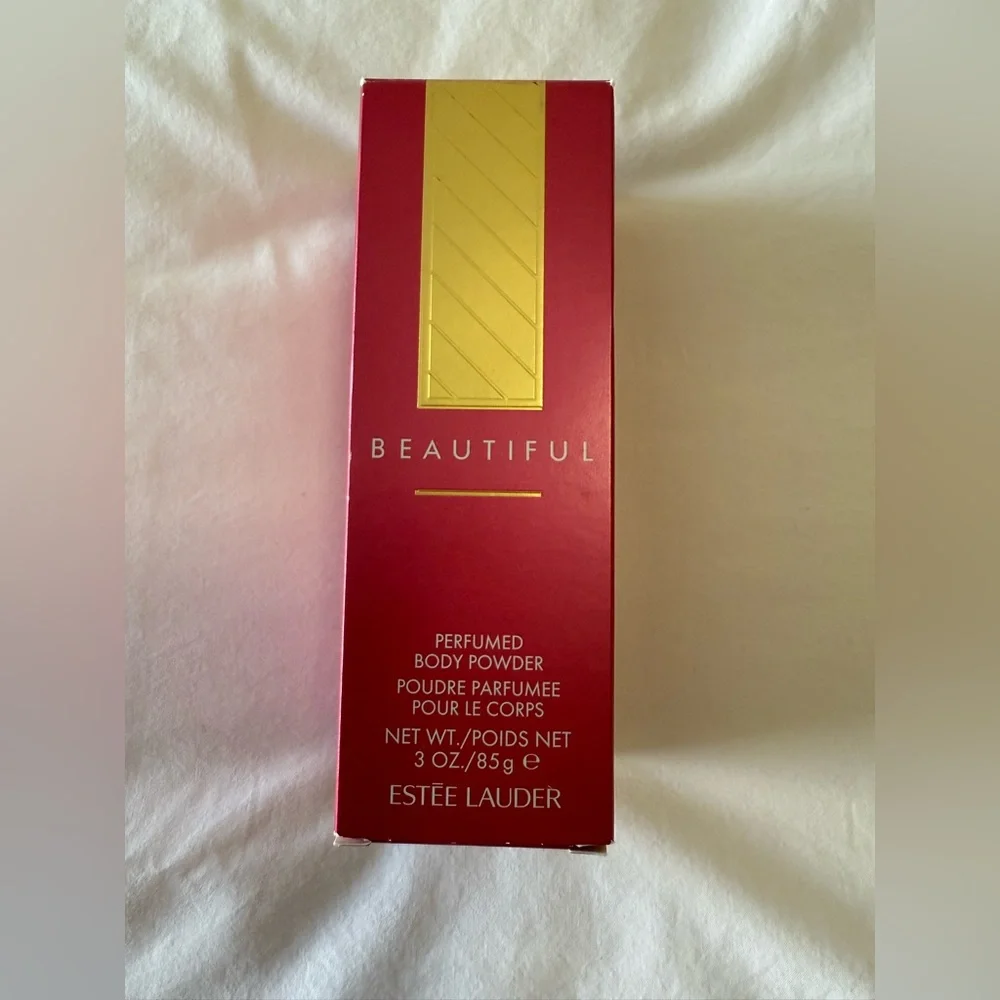 BEAUTIFUL
PERFUMED
BODY POWDER
POUDRE PARFUMEE
POUR LE CORPS
NET WT./POIDS NET
3 OZ./85g ℮
ESTĒE LAUDER